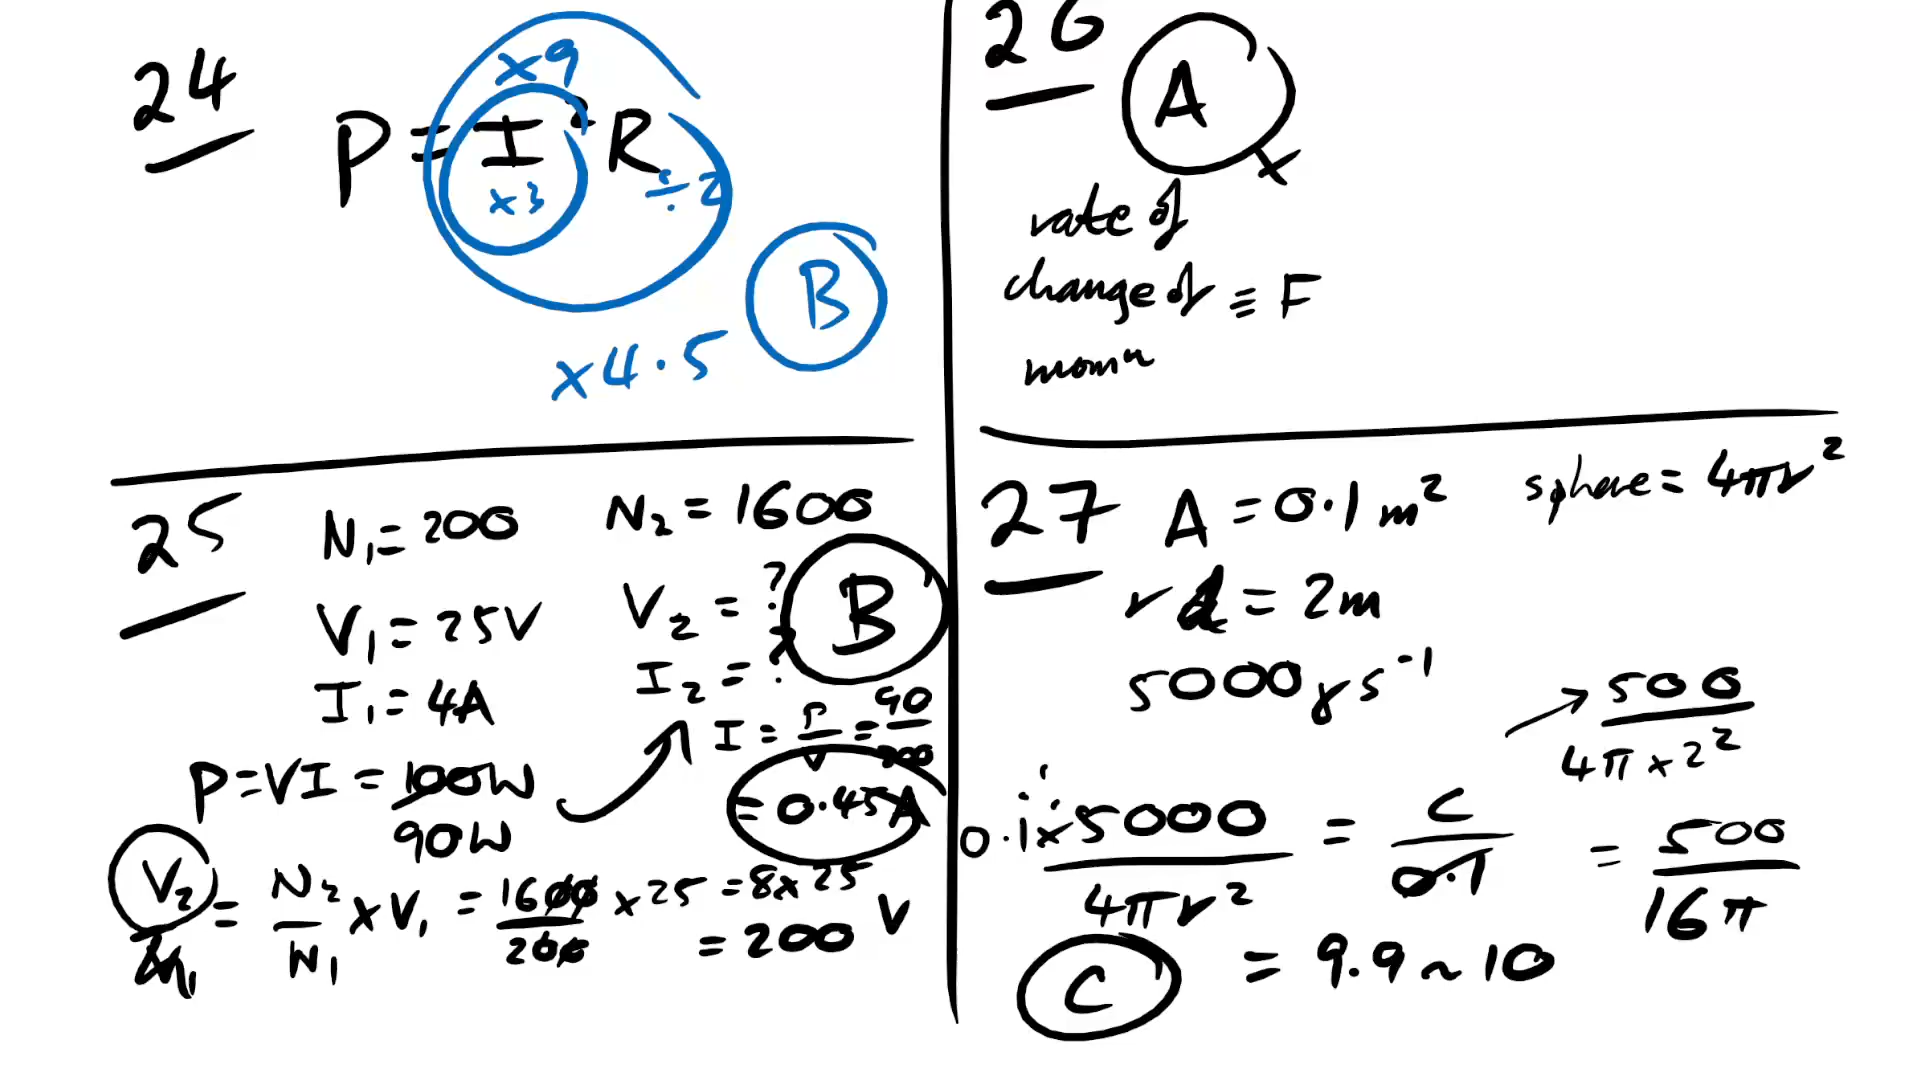 24
×9
P = I² R
×3
÷2
B
×4.5
26
A
×
rate of
change of ≡ F
momⁿ
25
N₁ = 200
N₂ = 1600
V₁ = 25V
V₂ = ?
B
I₁ = 4A
I₂ = ?
P = VI = 100W
90W
I = P/V = 90/200
= 0.45A
V₂ = N₂/N₁ × V₁ = 1600/200 × 25 = 8 × 25
= 200 V
27
A = 0.1 m²
sphere = 4πr²
r = 2m
5000 γ s⁻¹
500/4π × 2²
0.1 × 5000/4πr² = C/0.1 = 500/16π
C
= 9.9 ~ 10